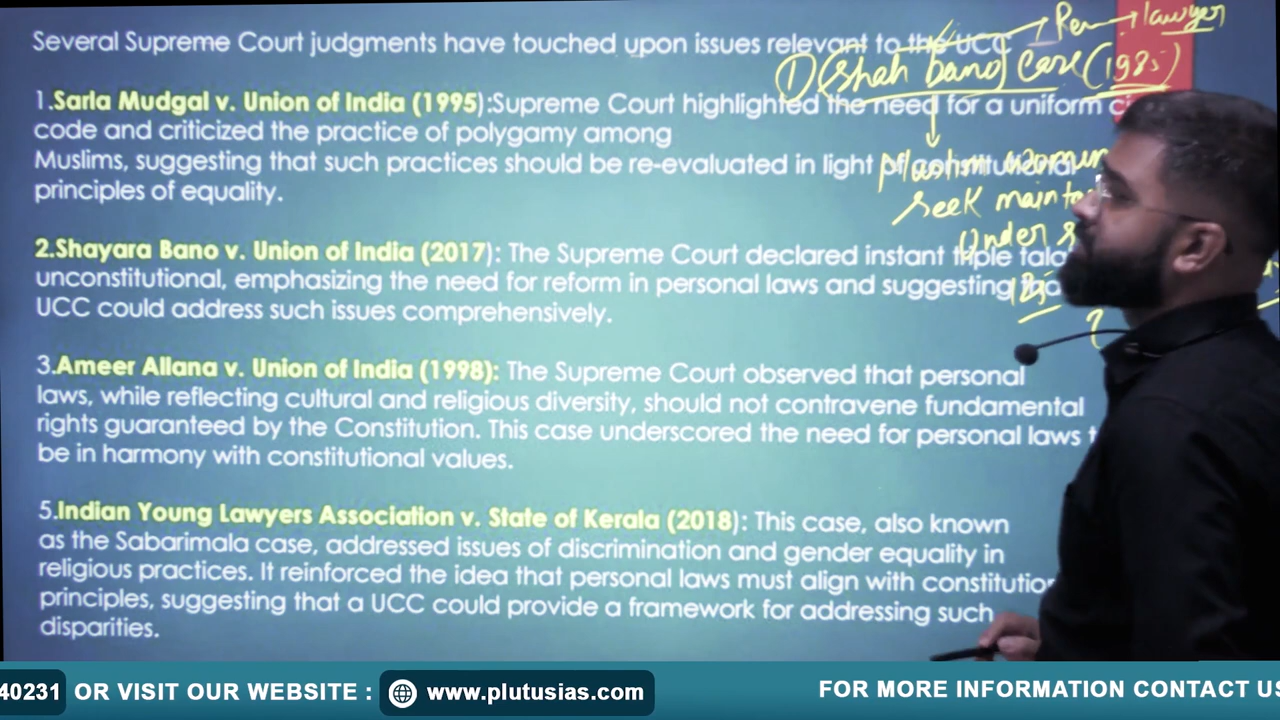 Several Supreme Court judgments have touched upon issues relevant to the UCC
→ Rem → lawyer
1) (Shah bano) case (1985)
1.Sarla Mudgal v. Union of India (1995):Supreme Court highlighted the need for a uniform
code and criticized the practice of polygamy among
Muslims, suggesting that such practices should be re-evaluated in light of constitutional
principles of equality.
seek
under
2.Shayara Bano v. Union of India (2017): The Supreme Court declared instant triple
unconstitutional, emphasizing the need for reform in personal laws and suggesting
UCC could address such issues comprehensively.
3.Ameer Allana v. Union of India (1998): The Supreme Court observed that personal
laws, while reflecting cultural and religious diversity, should not contravene fundamental
rights guaranteed by the Constitution. This case underscored the need for personal laws
be in harmony with constitutional values.
5.Indian Young Lawyers Association v. State of Kerala (2018): This case, also known
as the Sabarimala case, addressed issues of discrimination and gender equality in
religious practices. It reinforced the idea that personal laws must align with
principles, suggesting that a UCC could provide a framework for addressing such
disparities.
40231 OR VISIT OUR WEBSITE : www.plutusias.com FOR MORE INFORMATION CONTACT US